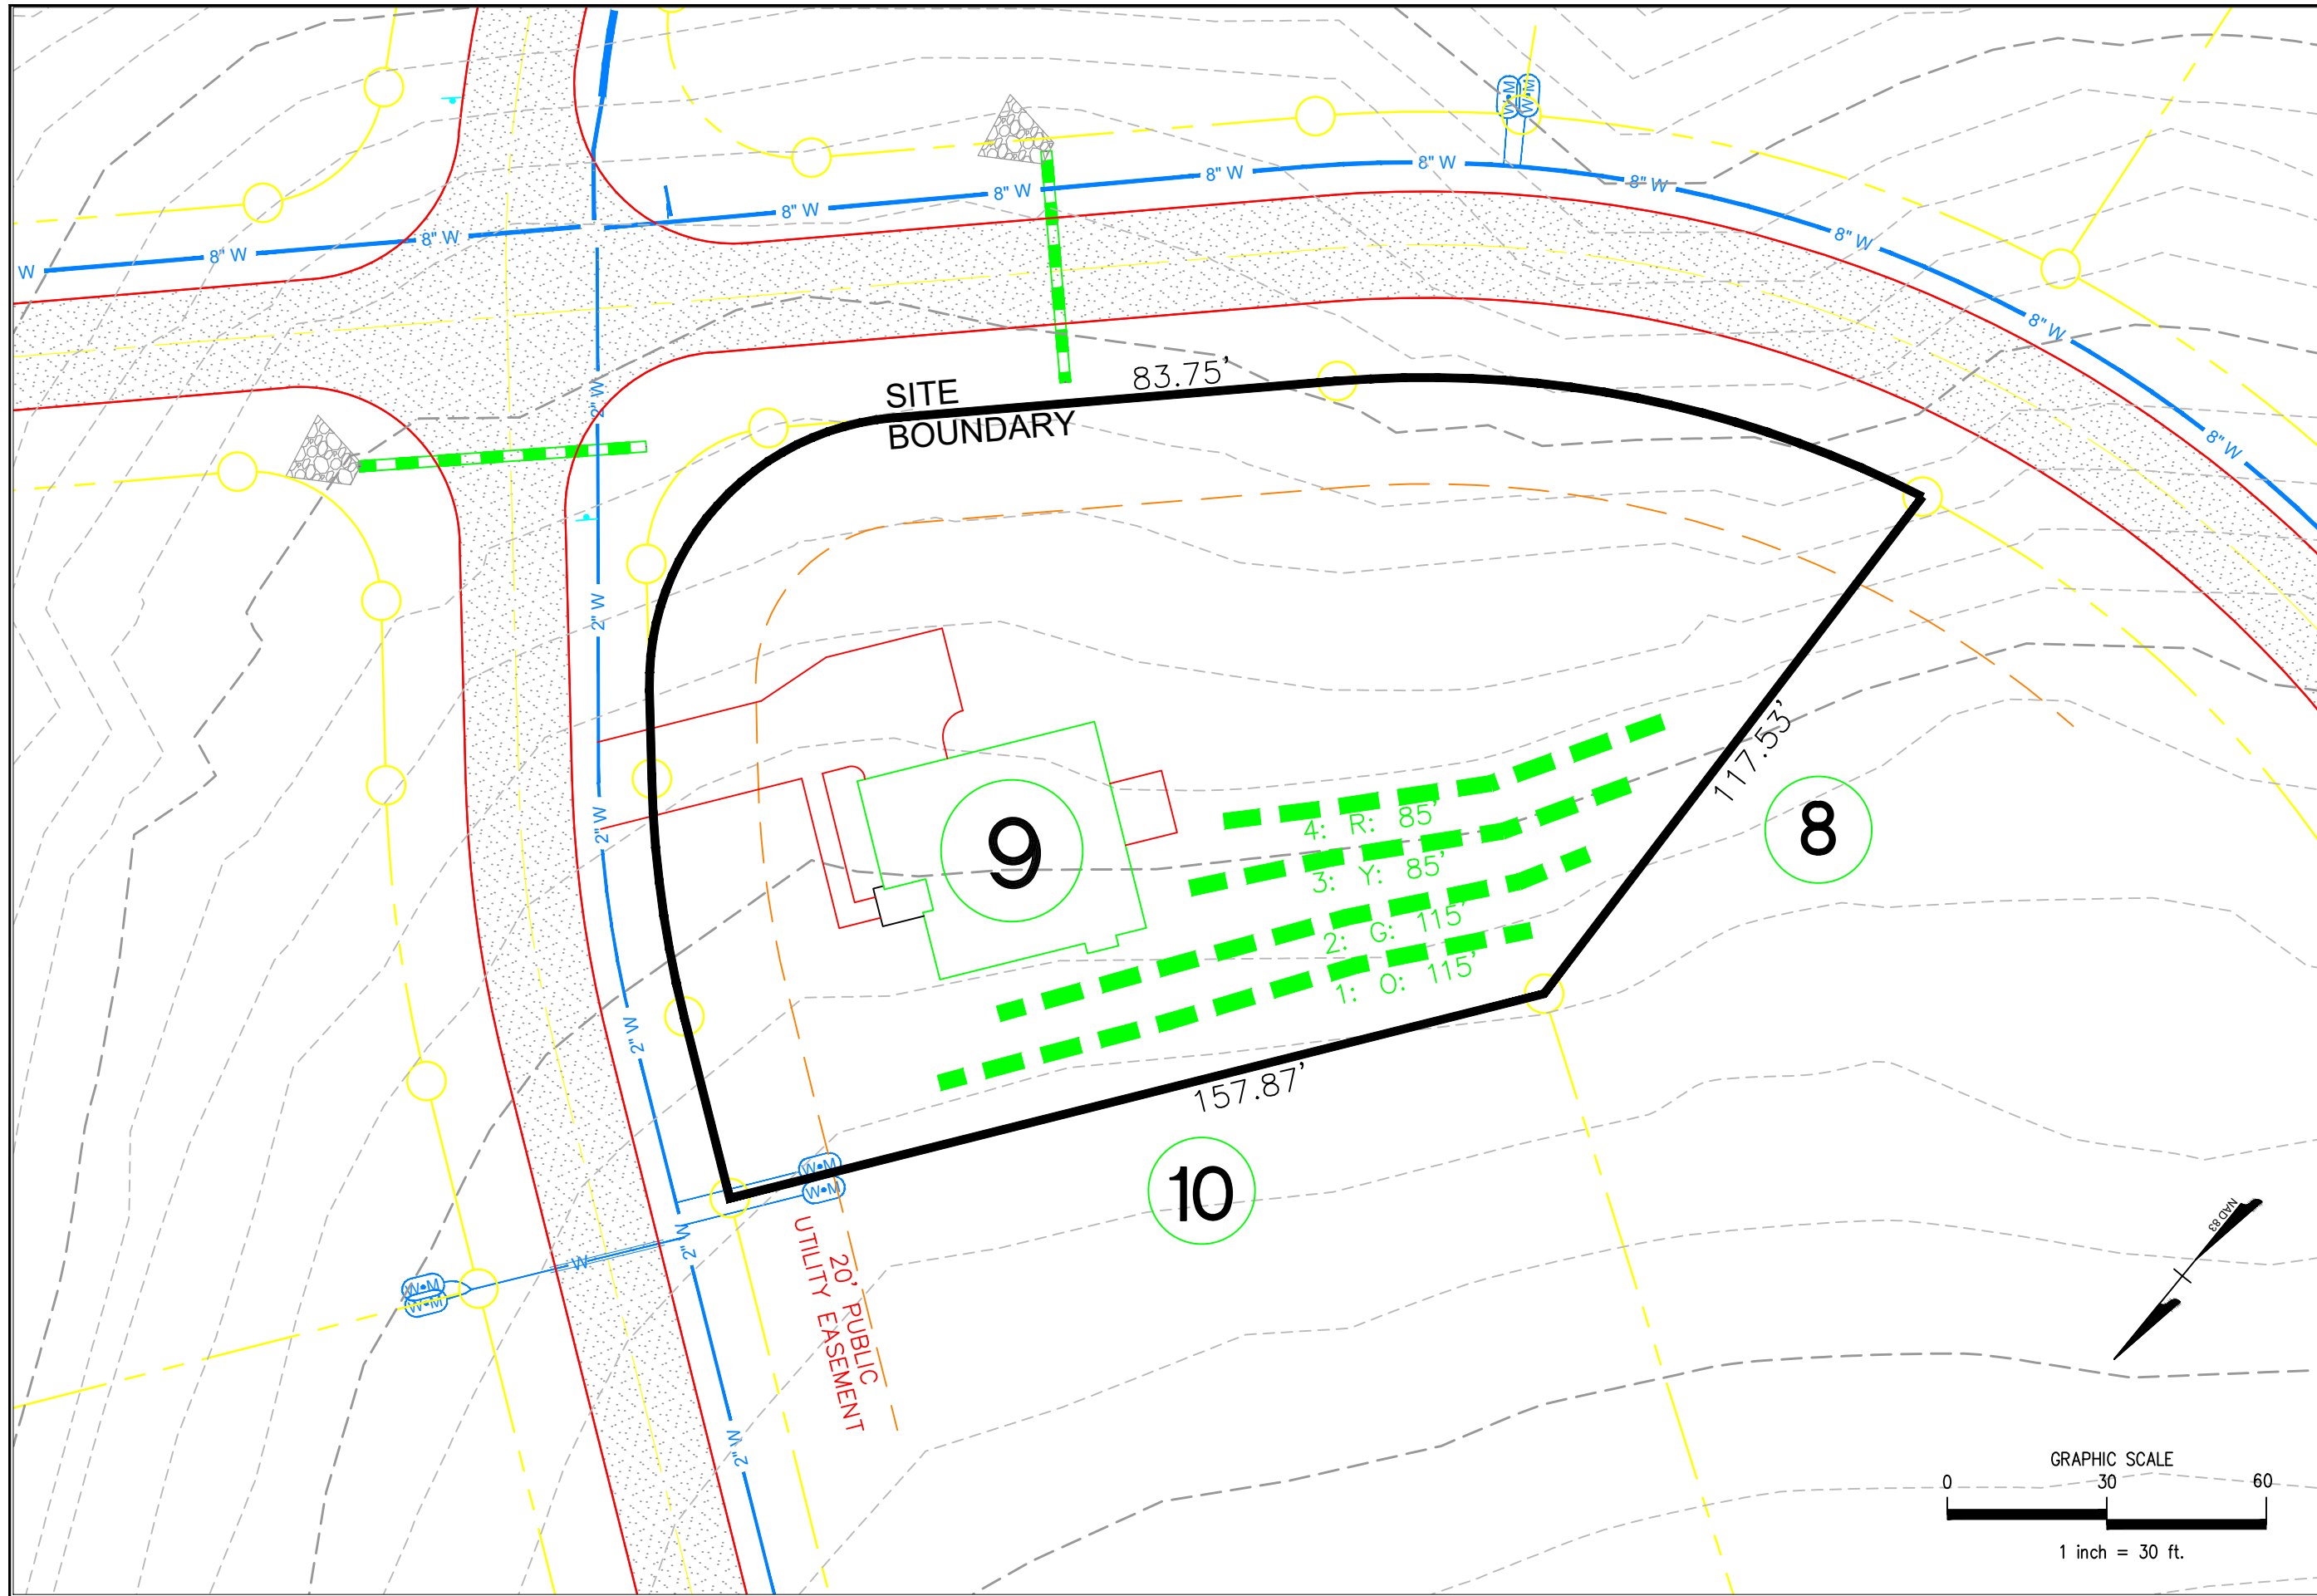 W•M
W•M
8" W
8" W
8" W
8" W
8" W
8" W
8" W
W
8" W
8" W
8" W
2" W
SITE
BOUNDARY
83.75'
2" W
117.53'
2" W
9
8
4: R: 85'
3: Y: 85'
2: G: 115'
1: O: 115'
2" W
157.87'
10
W•M
W•M
2" W
W
W•M
W•M
20' PUBLIC
UTILITY EASEMENT
2" W
NAD 83
GRAPHIC SCALE
0 30 60
1 inch = 30 ft.